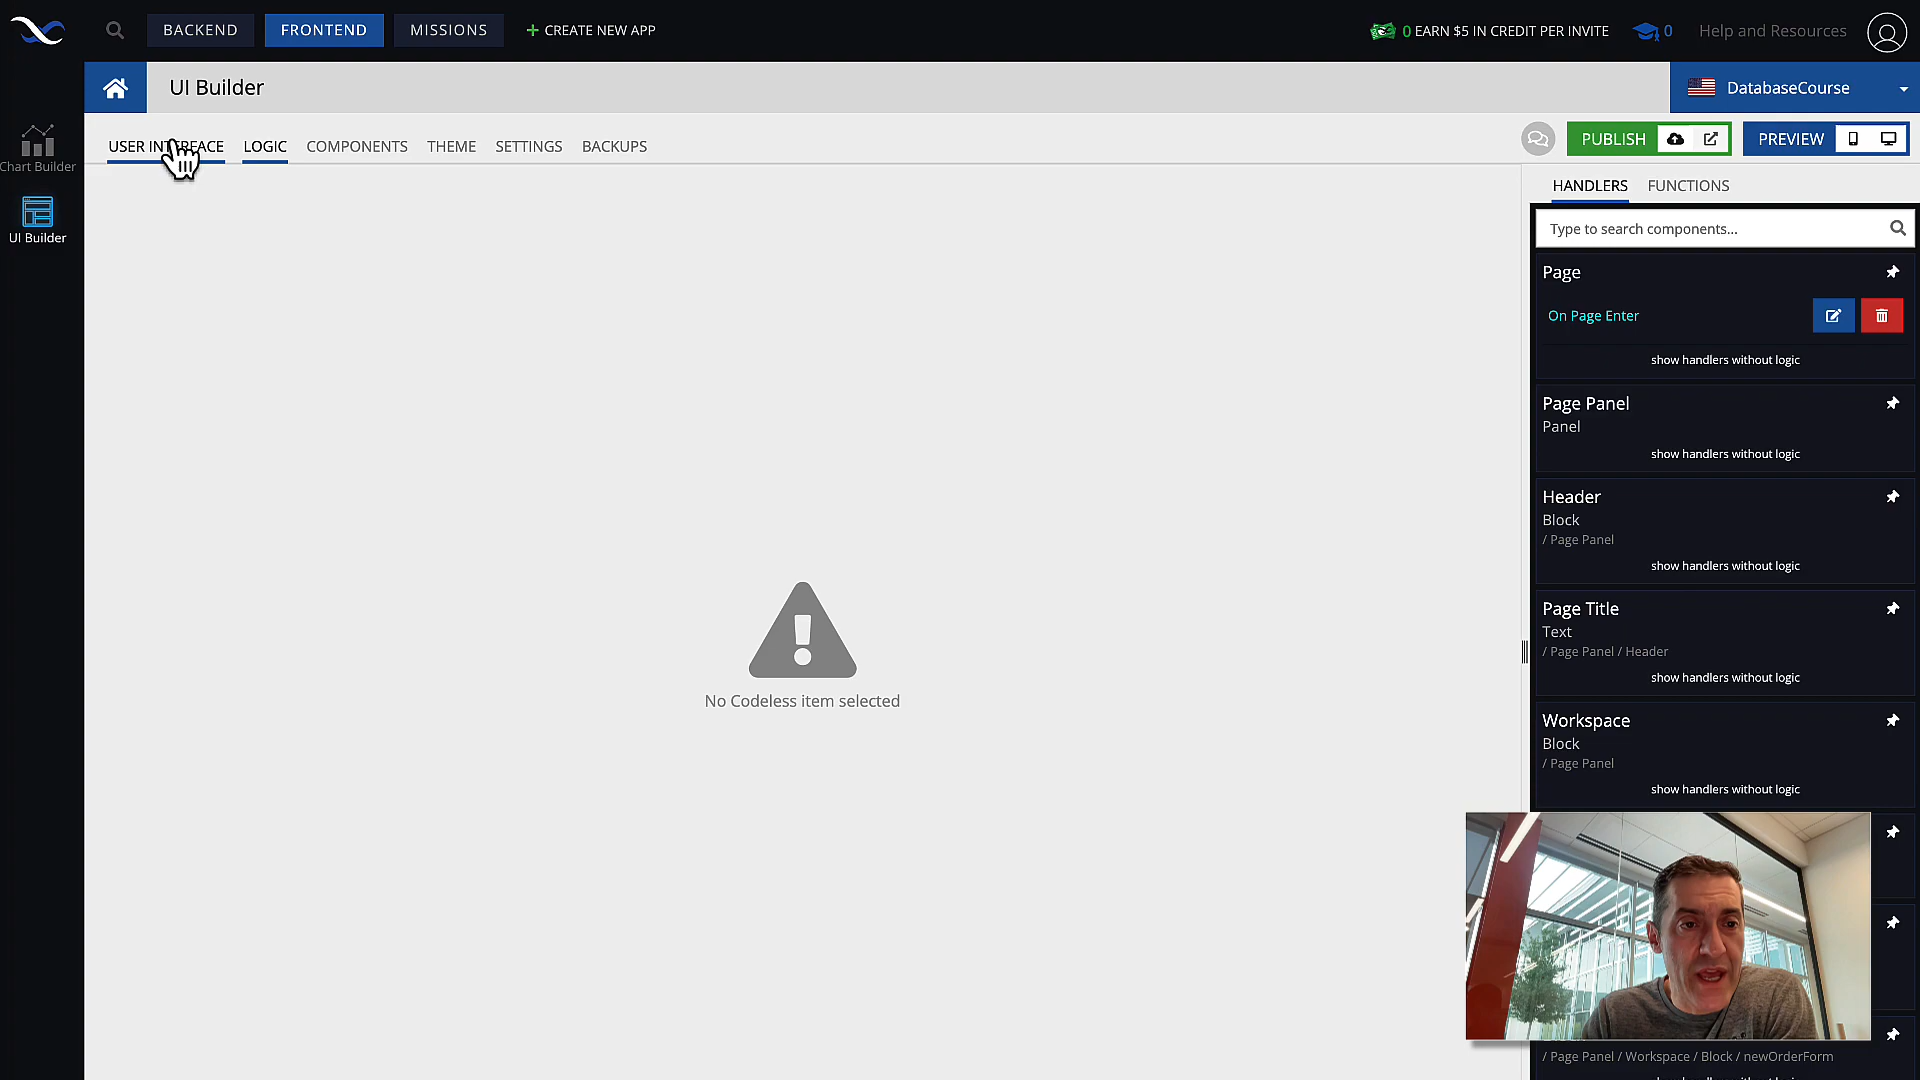 BACKEND
FRONTEND
MISSIONS
+ CREATE NEW APP
0 EARN $5 IN CREDIT PER INVITE
0
Help and Resources
UI Builder
DatabaseCourse
Chart Builder
UI Builder
USER INTERFACE
LOGIC
COMPONENTS
THEME
SETTINGS
BACKUPS
PUBLISH
PREVIEW
HANDLERS
FUNCTIONS
Type to search components...
Page
On Page Enter
show handlers without logic
Page Panel
Panel
show handlers without logic
Header
Block
/ Page Panel
show handlers without logic
Page Title
Text
/ Page Panel / Header
show handlers without logic
Workspace
Block
/ Page Panel
show handlers without logic
No Codeless item selected
/ Page Panel / Workspace / Block / newOrderForm